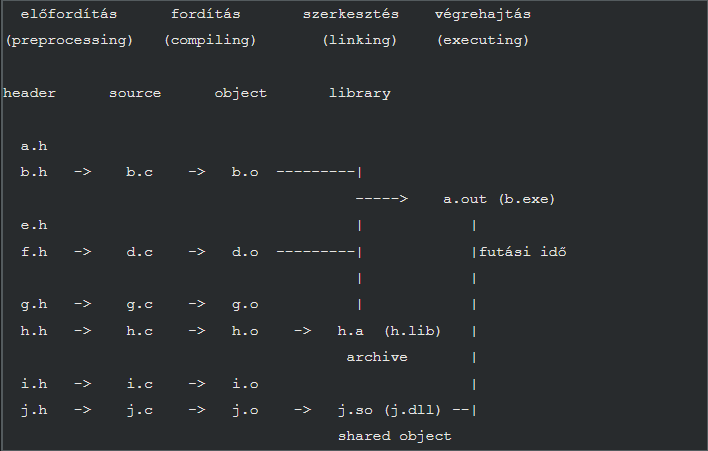 előfordítás      fordítás       szerkesztés    végrehajtás
(preprocessing)   (compiling)       (linking)    (executing)

header      source      object       library

  a.h
  b.h   ->    b.c    ->   b.o  ---------|
                                        ----->    a.out (b.exe)
  e.h                                   |            |
  f.h   ->    d.c    ->   d.o  ---------|            |futási idő
                                        |            |
  g.h   ->    g.c    ->   g.o           |            |
  h.h   ->    h.c    ->   h.o    ->   h.a  (h.lib)   |
                                       archive       |
  i.h   ->    i.c    ->   i.o                        |
  j.h   ->    j.c    ->   j.o    ->   j.so (j.dll) --|
                                      shared object